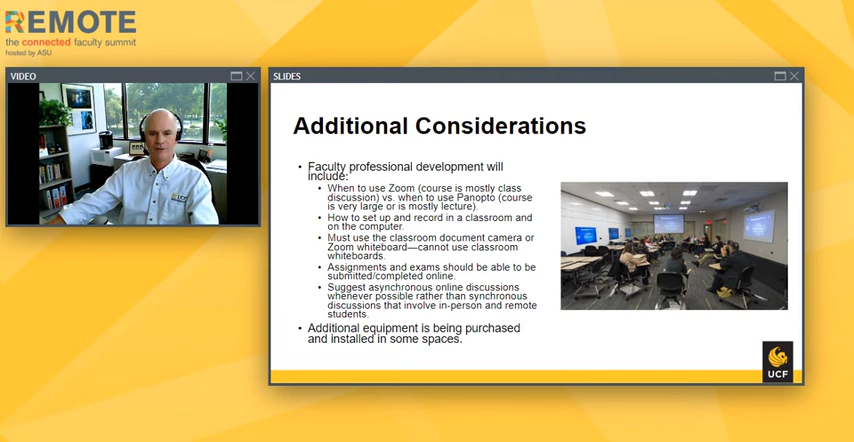 REMOTE
the connected faculty summit
hosted by ASU
VIDEO
SLIDES
Additional Considerations
• Faculty professional development will
include:
• When to use Zoom (course is mostly class
discussion) vs. when to use Panopto (course
is very large or is mostly lecture).
• How to set up and record in a classroom and
on the computer.
• Must use the classroom document camera or
Zoom whiteboard—cannot use classroom
whiteboards.
• Assignments and exams should be able to be
submitted/completed online.
• Suggest asynchronous online discussions
whenever possible rather than synchronous
discussions that involve in-person and remote
students.
• Additional equipment is being purchased
and installed in some spaces.
UCF